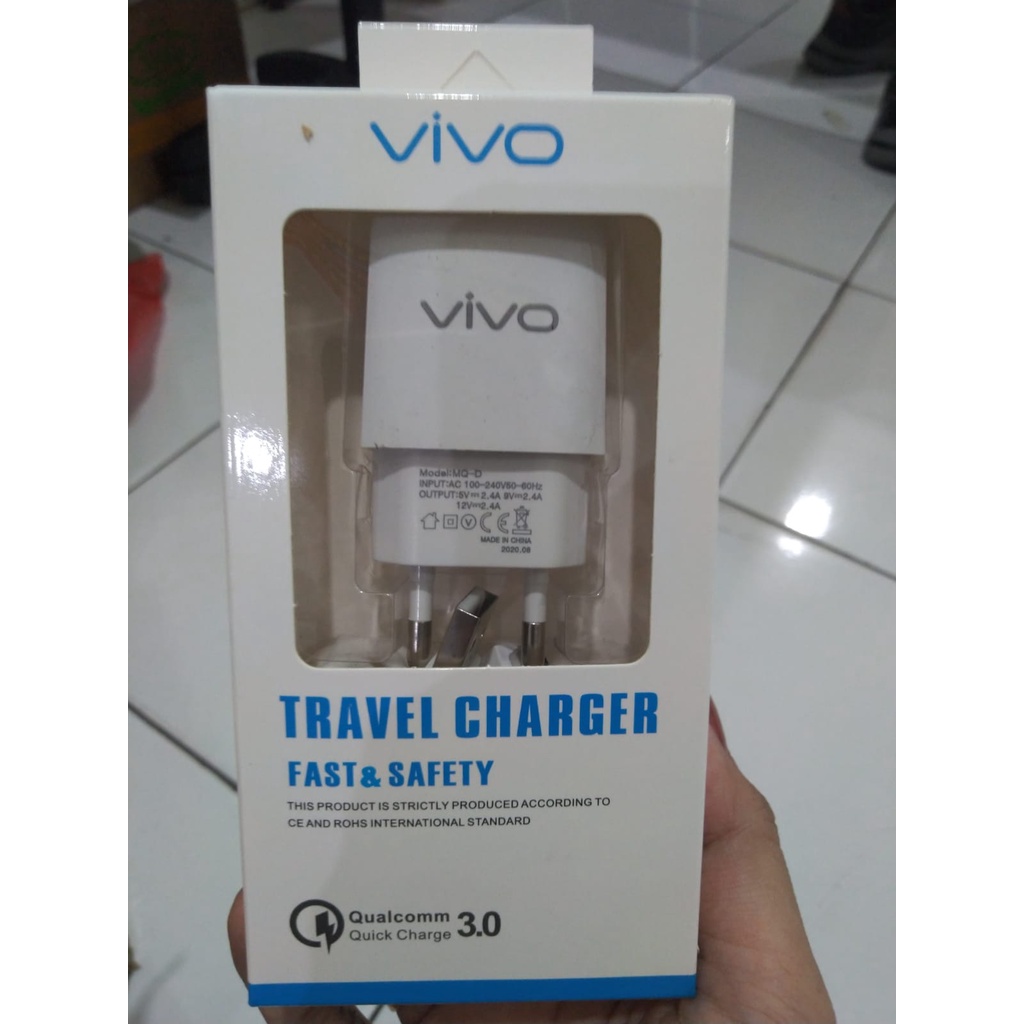 vivo
vivo
Model:MQ-D
INPUT:AC 100-240V50-60Hz
OUTPUT:5V⎓2.4A 9V⎓2.4A
12V⎓2.4A
MADE IN CHINA
2020.08
TRAVEL CHARGER
FAST& SAFETY
THIS PRODUCT IS STRICTLY PRODUCED ACCORDING TO
CE AND ROHS INTERNATIONAL STANDARD
Qualcomm
Quick Charge 3.0